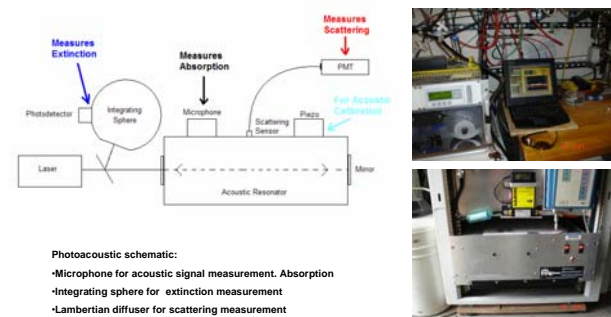 Measures
Extinction
Measures
Absorption
Measures
Scattering
PMT
Photodetector
Integrating
Sphere
Microphone
Scattering
Sensor
Piezo
For Acoustic
Calibration
Laser
Mirror
Acoustic Resonator
Photoacoustic schematic:
•Microphone for acoustic signal measurement. Absorption
•Integrating sphere for extinction measurement
•Lambertian diffuser for scattering measurement